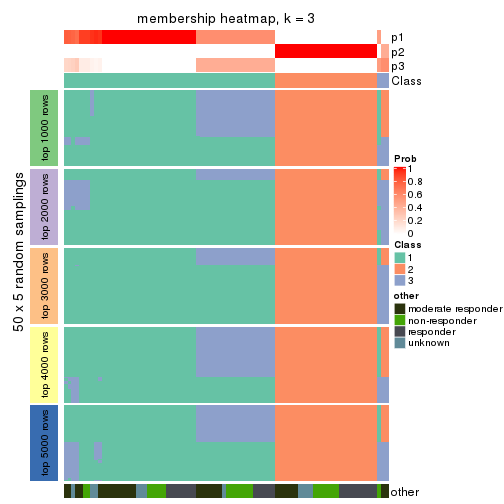 membership heatmap, k = 3
p1
p2
p3
Class
50 x 5 random samplings
top 1000 rows
top 2000 rows
top 3000 rows
top 4000 rows
top 5000 rows
Prob
1
0.8
0.6
0.4
0.2
0
Class
1
2
3
other
moderate responder
non-responder
responder
unknown
other